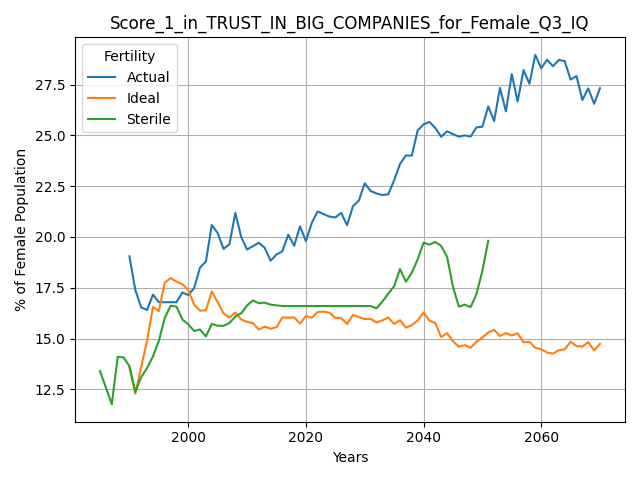 Score_1_in_TRUST_IN_BIG_COMPANIES_for_Female_Q3_IQ
Fertility
Actual
Ideal
Sterile
% of Female Population
27.5
25.0
22.5
20.0
17.5
15.0
12.5
2000
2020
2040
2060
Years